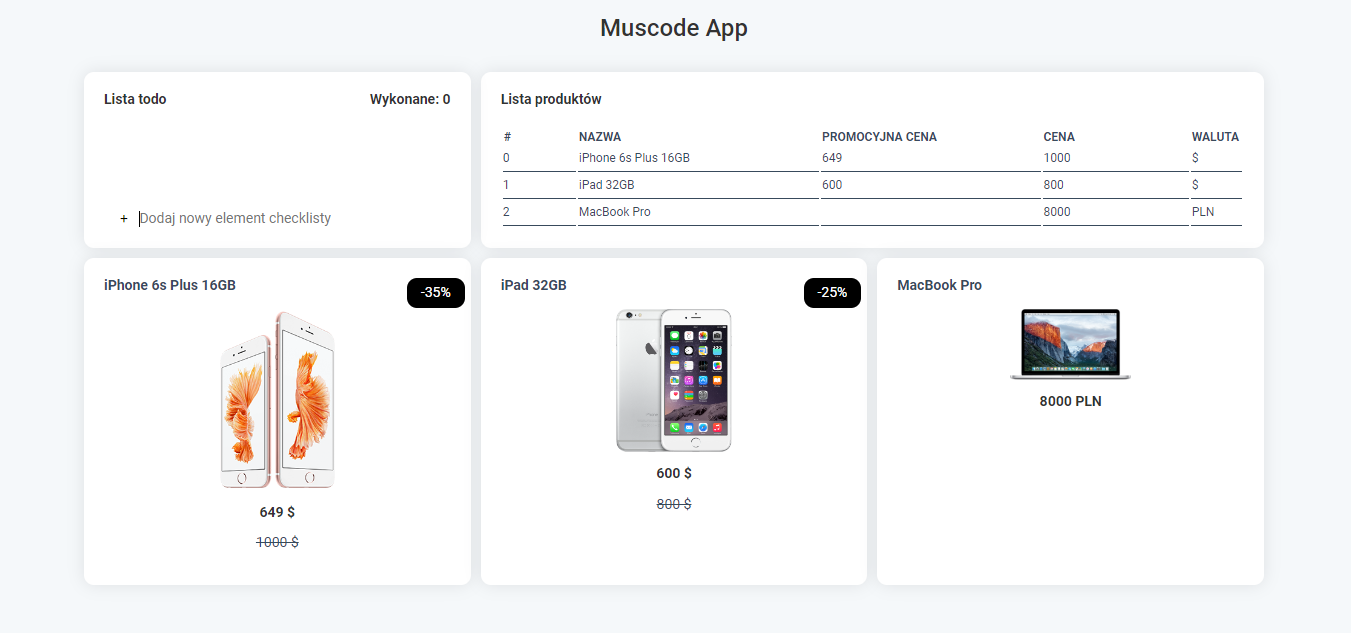 Muscode App
Lista todo
Wykonane: 0
+ Dodaj nowy element checklisty
Lista produktów
# NAZWA PROMOCYJNA CENA CENA WALUTA
0 iPhone 6s Plus 16GB 649 1000 $
1 iPad 32GB 600 800 $
2 MacBook Pro 8000 PLN
iPhone 6s Plus 16GB
-35%
649 $
1000 $
iPad 32GB
-25%
600 $
800 $
MacBook Pro
8000 PLN